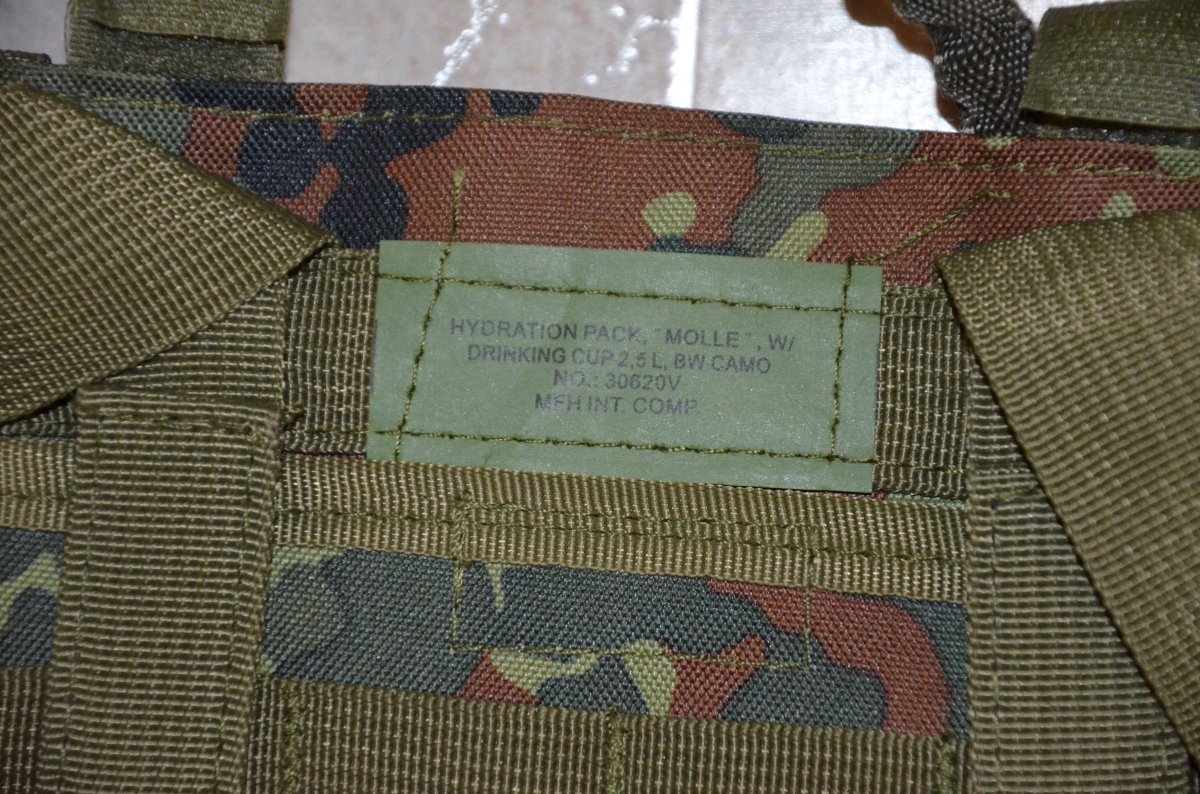 HYDRATION PACK, "MOLLE", W/
DRINKING CUP 2,5 L, BW CAMO
NO.: 30620V
MFH INT. COMP.